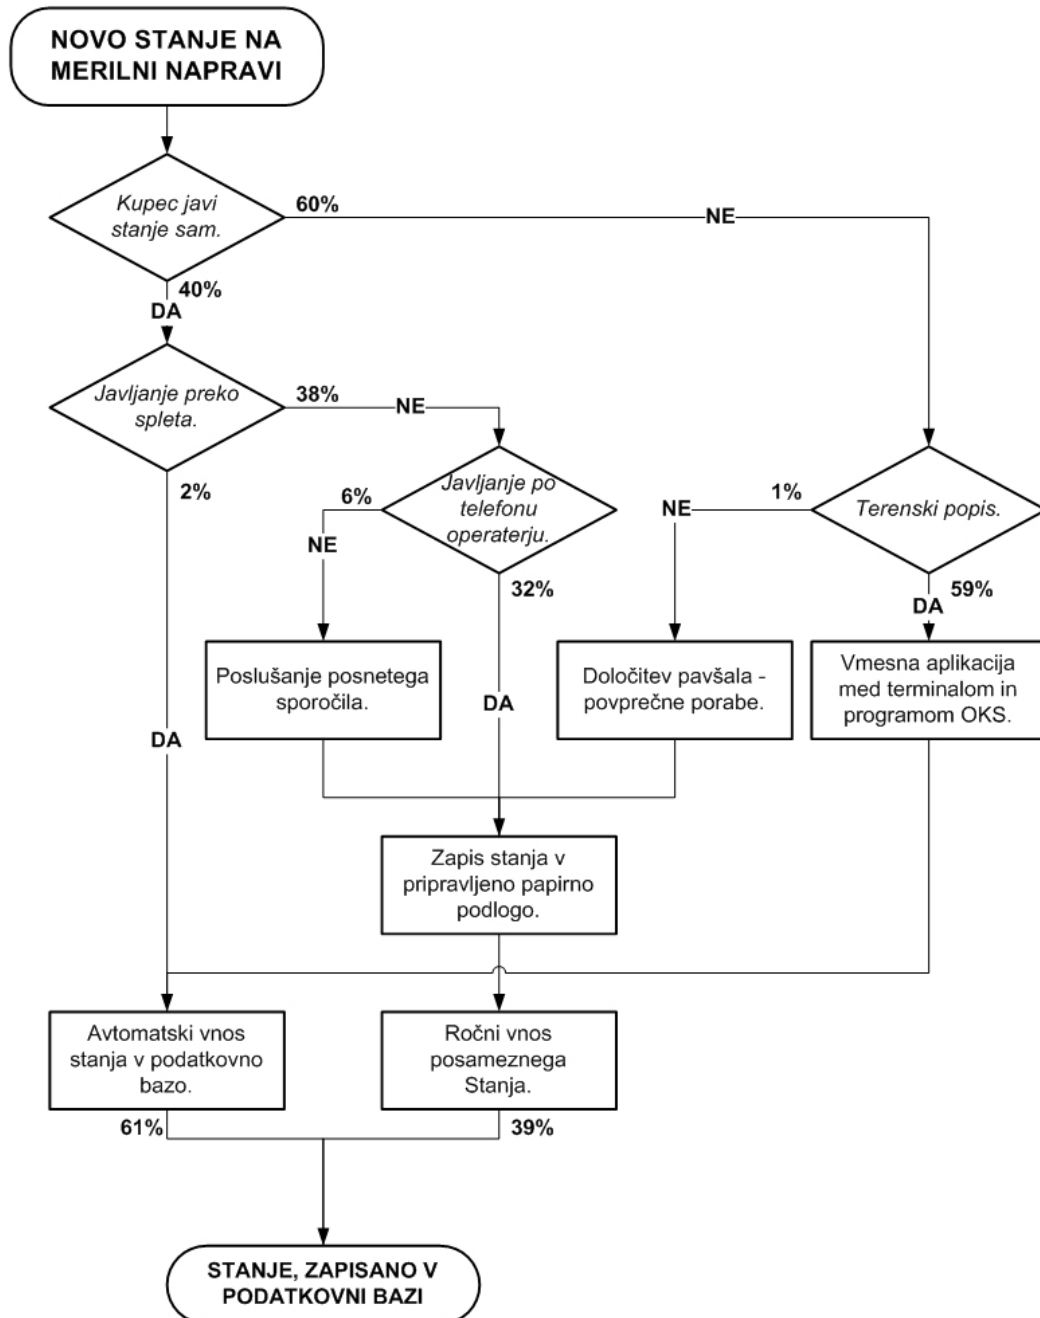 NOVO STANJE NA
MERILNI NAPRAVI
Kupec javi
stanje sam.
60%
NE
40%
DA
Javljanje preko
spleta.
38%
NE
2%
Javljanje po
telefonu
operaterju.
6%
NE
32%
Terenski popis.
1%
NE
59%
DA
Poslušanje posnetega
sporočila.
DA
Določitev pavšala -
povprečne porabe.
Vmesna aplikacija
med terminalom in
programom OKS.
DA
Zapis stanja v
pripravljeno papirno
podlogo.
Avtomatski vnos
stanja v podatkovno
bazo.
Ročni vnos
posameznega
Stanja.
61%
39%
STANJE, ZAPISANO V
PODATKOVNI BAZI